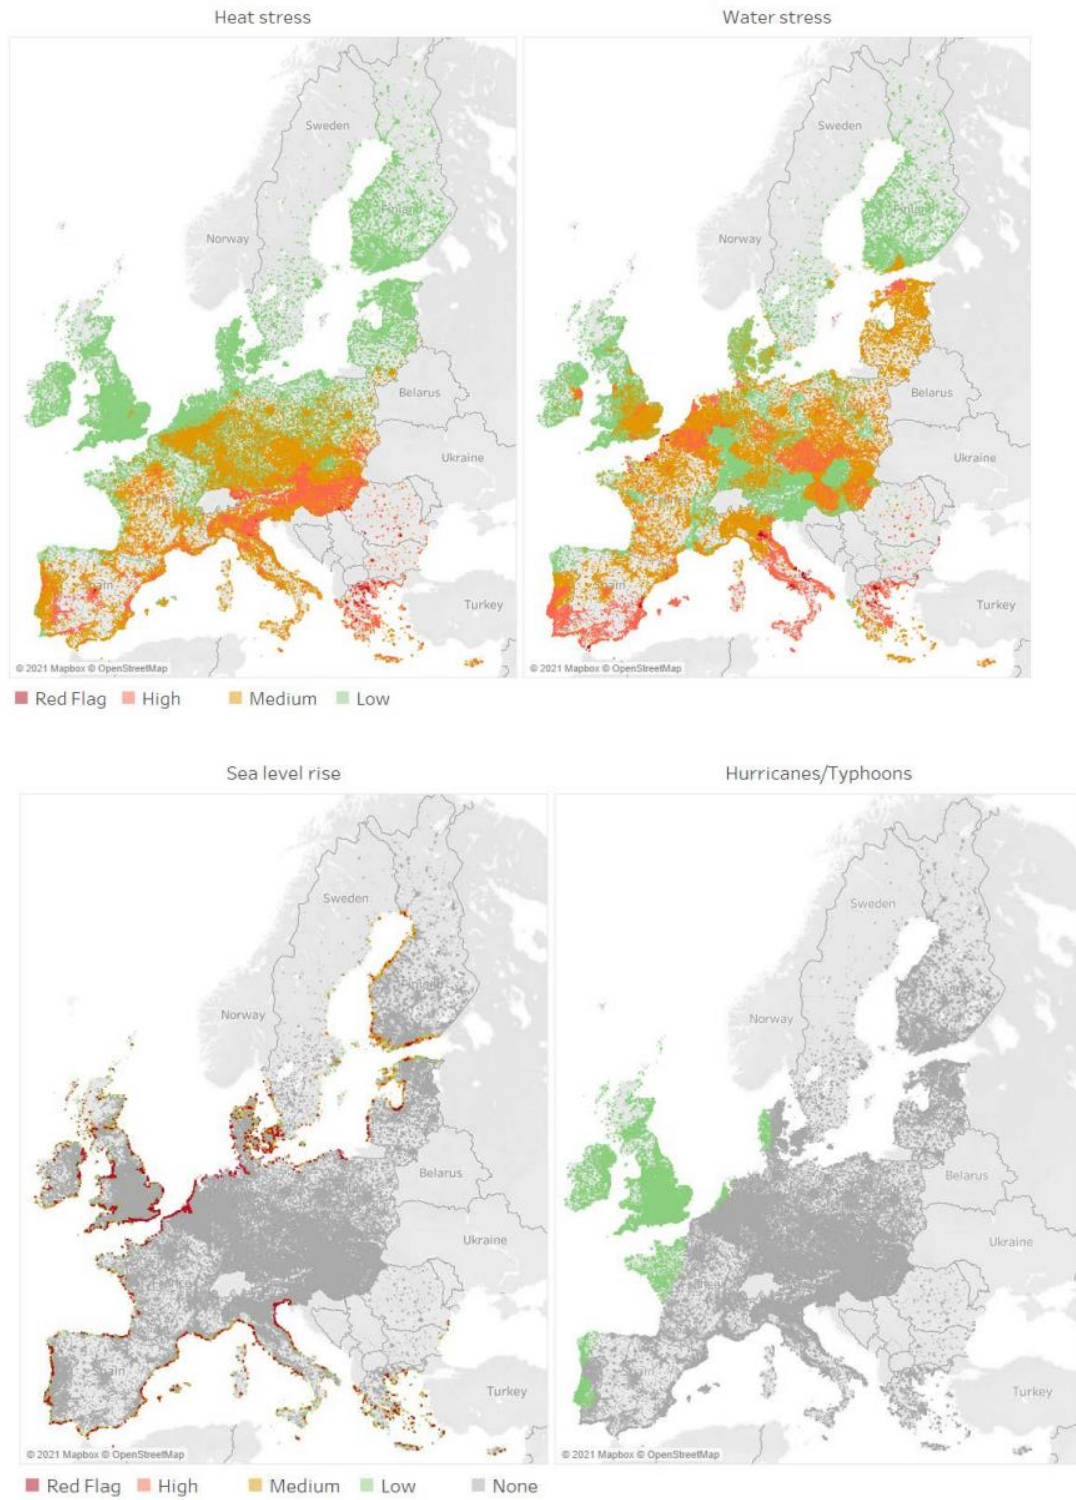 Heat stress
Water stress
Sweden
Finland
Norway
Belarus
Ukraine
Turkey
© 2021 Mapbox © OpenStreetMap
Sweden
Norway
Belarus
Ukraine
Turkey
© 2021 Mapbox © OpenStreetMap
Red Flag High Medium Low
Sea level rise
Hurricanes/Typhoons
Sweden
Norway
Belarus
Ukraine
Turkey
© 2021 Mapbox © OpenStreetMap
Sweden
Norway
Belarus
Ukraine
Turkey
© 2021 Mapbox © OpenStreetMap
Red Flag High Medium Low None